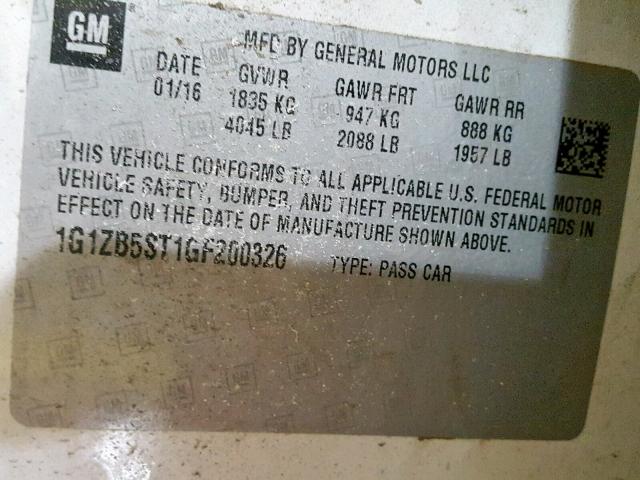 GM
MFD BY GENERAL MOTORS LLC
DATE GVWR GAWR FRT GAWR RR
01/16 1835 KG 947 KG 888 KG
4045 LB 2088 LB 1957 LB
THIS VEHICLE CONFORMS TO ALL APPLICABLE U.S. FEDERAL MOTOR
VEHICLE SAFETY, BUMPER, AND THEFT PREVENTION STANDARDS IN
EFFECT ON THE DATE OF MANUFACTURE SHOWN ABOVE.
1G1ZB5ST1GF200326 TYPE: PASS CAR